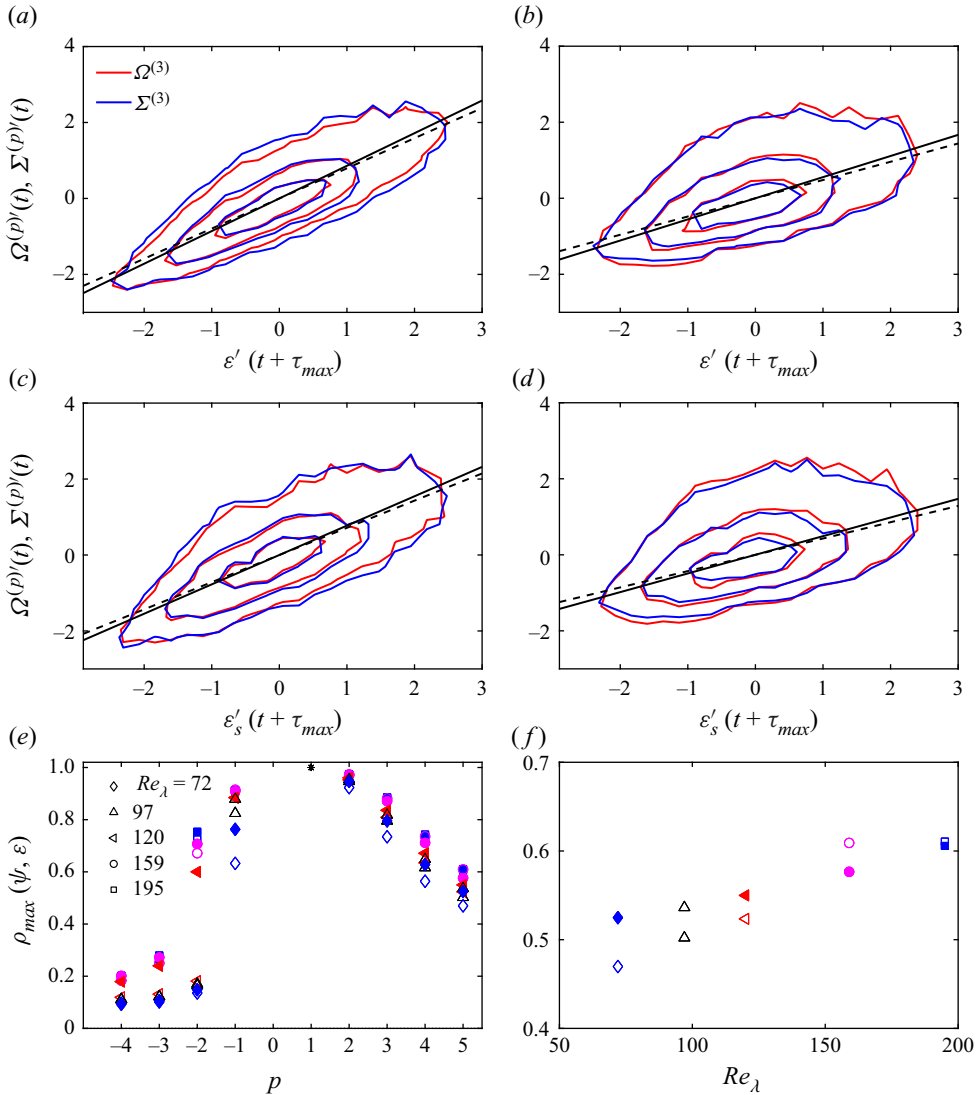 (a)
(b)
4
2
0
–2
Ω(p)′(t), Σ(p)′(t)
Ω(3)
Σ(3)
–2 –1 0 1 2 3
ε′ (t + τmax)
4
2
0
–2
–2 –1 0 1 2 3
ε′ (t + τmax)
(c)
(d)
4
2
0
–2
Ω(p)′(t), Σ(p)′(t)
–2 –1 0 1 2 3
ε′s (t + τmax)
4
2
0
–2
–2 –1 0 1 2 3
ε′s (t + τmax)
(e)
(f)
1.0
0.8
0.6
0.4
0.2
0
ρmax (ψ, ε)
Reλ = 72
97
120
159
195
–4 –3 –2 –1 0 1 2 3 4 5
p
0.7
0.6
0.5
0.4
50 100 150 200
Reλ